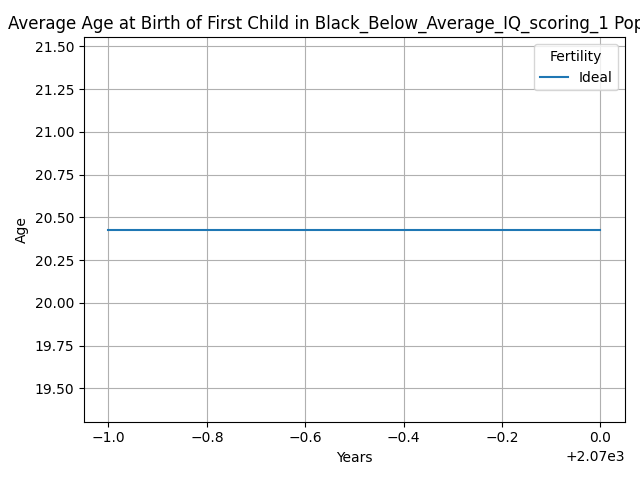 Average Age at Birth of First Child in Black_Below_Average_IQ_scoring_1 Pop
21.50
21.25
21.00
20.75
20.50
20.25
20.00
19.75
19.50
Age
Fertility
Ideal
−1.0 −0.8 −0.6 −0.4 −0.2 0.0
Years
+2.07e3